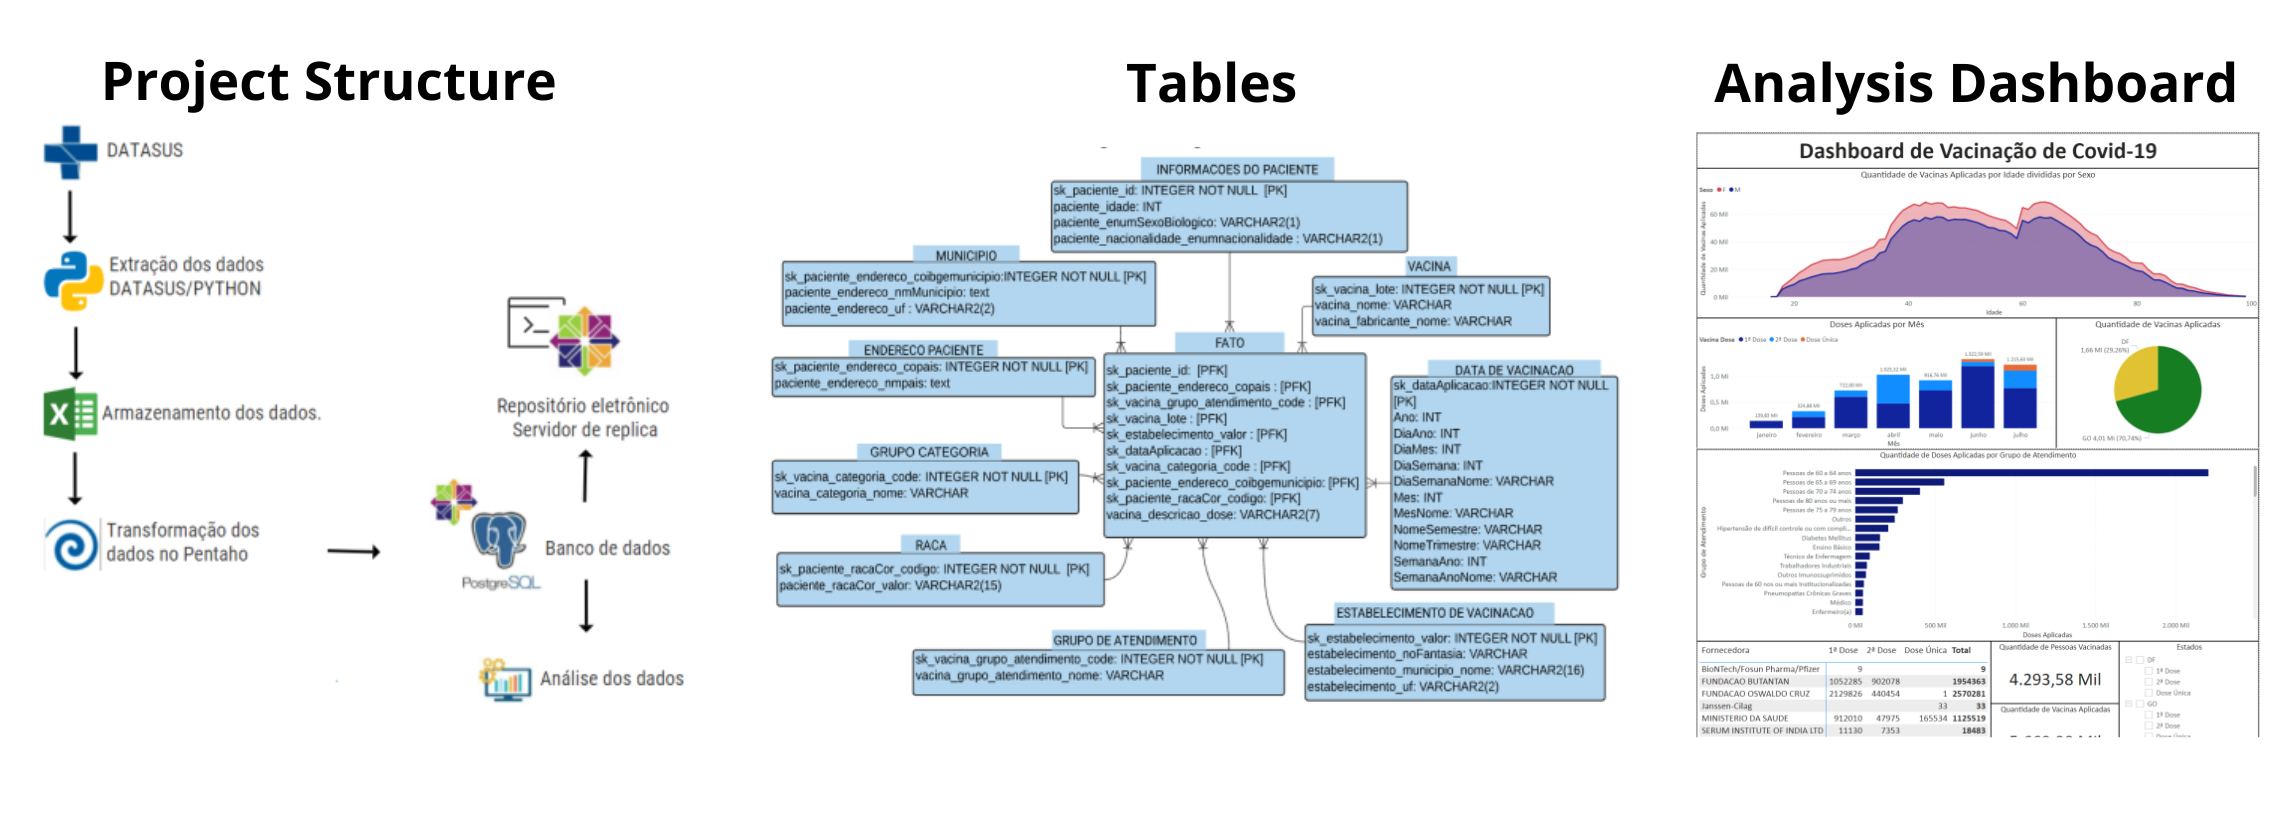 Project Structure
DATASUS
Extração dos dados
DATASUS/PYTHON
Armazenamento dos dados.
Transformação dos
dados no Pentaho
Repositório eletrônico
Servidor de replica
Banco de dados
PostgreSQL
Análise dos dados
Tables
INFORMACOES DO PACIENTE
sk_paciente_id: INTEGER NOT NULL [PK]
paciente_idade: INT
paciente_enumSexoBiologico: VARCHAR2(1)
paciente_nacionalidade_enumnacionalidade : VARCHAR2(1)
MUNICIPIO
sk_paciente_endereco_coibgemunicipio:INTEGER NOT NULL [PK]
paciente_endereco_nmMunicipio: text
paciente_endereco_uf : VARCHAR2(2)
VACINA
sk_vacina_lote: INTEGER NOT NULL [PK]
vacina_nome: VARCHAR
vacina_fabricante_nome: VARCHAR
ENDERECO PACIENTE
sk_paciente_endereco_copais: INTEGER NOT NULL [PK]
paciente_endereco_nmpais: text
FATO
sk_paciente_id: [PFK]
sk_paciente_endereco_copais : [PFK]
sk_vacina_grupo_atendimento_code : [PFK]
sk_vacina_lote : [PFK]
sk_estabelecimento_valor : [PFK]
sk_dataAplicacao : [PFK]
sk_vacina_categoria_code : [PFK]
sk_paciente_endereco_coibgemunicipio: [PFK]
sk_paciente_racaCor_codigo: [PFK]
vacina_descricao_dose: VARCHAR2(7)
DATA DE VACINACAO
sk_dataAplicacao:INTEGER NOT NULL
[PK]
Ano: INT
DiaAno: INT
DiaMes: INT
DiaSemana: INT
DiaSemanaNome: VARCHAR
Mes: INT
MesNome: VARCHAR
NomeSemestre: VARCHAR
NomeTrimestre: VARCHAR
SemanaAno: INT
SemanaAnoNome: VARCHAR
GRUPO CATEGORIA
sk_vacina_categoria_code: INTEGER NOT NULL [PK]
vacina_categoria_nome: VARCHAR
RACA
sk_paciente_racaCor_codigo: INTEGER NOT NULL [PK]
paciente_racaCor_valor: VARCHAR2(15)
GRUPO DE ATENDIMENTO
sk_vacina_grupo_atendimento_code: INTEGER NOT NULL [PK]
vacina_grupo_atendimento_nome: VARCHAR
ESTABELECIMENTO DE VACINACAO
sk_estabelecimento_valor: INTEGER NOT NULL [PK]
estabelecimento_noFantasia: VARCHAR
estabelecimento_municipio_nome: VARCHAR2(16)
estabelecimento_uf: VARCHAR2(2)
Analysis Dashboard
Dashboard de Vacinação de Covid-19
Quantidade de Vacinas Aplicadas por Idade divididas por Sexo
Sexo F M
Quantidade de Vacinas Aplicadas
60 Mil
40 Mil
20 Mil
0 Mil
20 40 60 80 100
Idade
Doses Aplicadas por Mês
Vacina Dose 1ª Dose 2ª Dose Dose Única
Doses Aplicadas
1,0 Mi
0,5 Mi
0,0 Mi
janeiro fevereiro março abril maio junho julho
Mês
Quantidade de Vacinas Aplicadas
DF
1,66 Mi (29,26%)
GO 4,01 Mi (70,74%)
Quantidade de Doses Aplicadas por Grupo de Atendimento
Grupo de Atendimento
Pessoas de 60 a 64 anos
Pessoas de 65 a 69 anos
Pessoas de 70 a 74 anos
Pessoas de 80 anos ou mais
Pessoas de 75 a 79 anos
Outros
Hipertensão de difícil controle ou com compli...
Diabetes Mellitus
Ensino Básico
Técnico de Enfermagem
Trabalhadores Industriais
Outros Imunossuprimidos
Pessoas de 60 nos ou mais Institucionalizadas
Pneumopatias Crônicas Graves
Médico
Enfermeiro(a)
0 Mil 500 Mil 1.000 Mil 1.500 Mil 2.000 Mil
Doses Aplicadas
Fornecedora 1ª Dose 2ª Dose Dose Única Total
BioNTech/Fosun Pharma/Pfizer 9 9
FUNDACAO BUTANTAN 1052285 902078 1954363
FUNDACAO OSWALDO CRUZ 2129826 440454 1 2570281
Janssen-Cilag 33 33
MINISTERIO DA SAUDE 912010 47975 165534 1125519
SERUM INSTITUTE OF INDIA LTD 11130 7353 18483
Quantidade de Pessoas Vacinadas
4.293,58 Mil
Quantidade de Vacinas Aplicadas
Estados
DF
1ª Dose
2ª Dose
Dose Única
GO
1ª Dose
2ª Dose